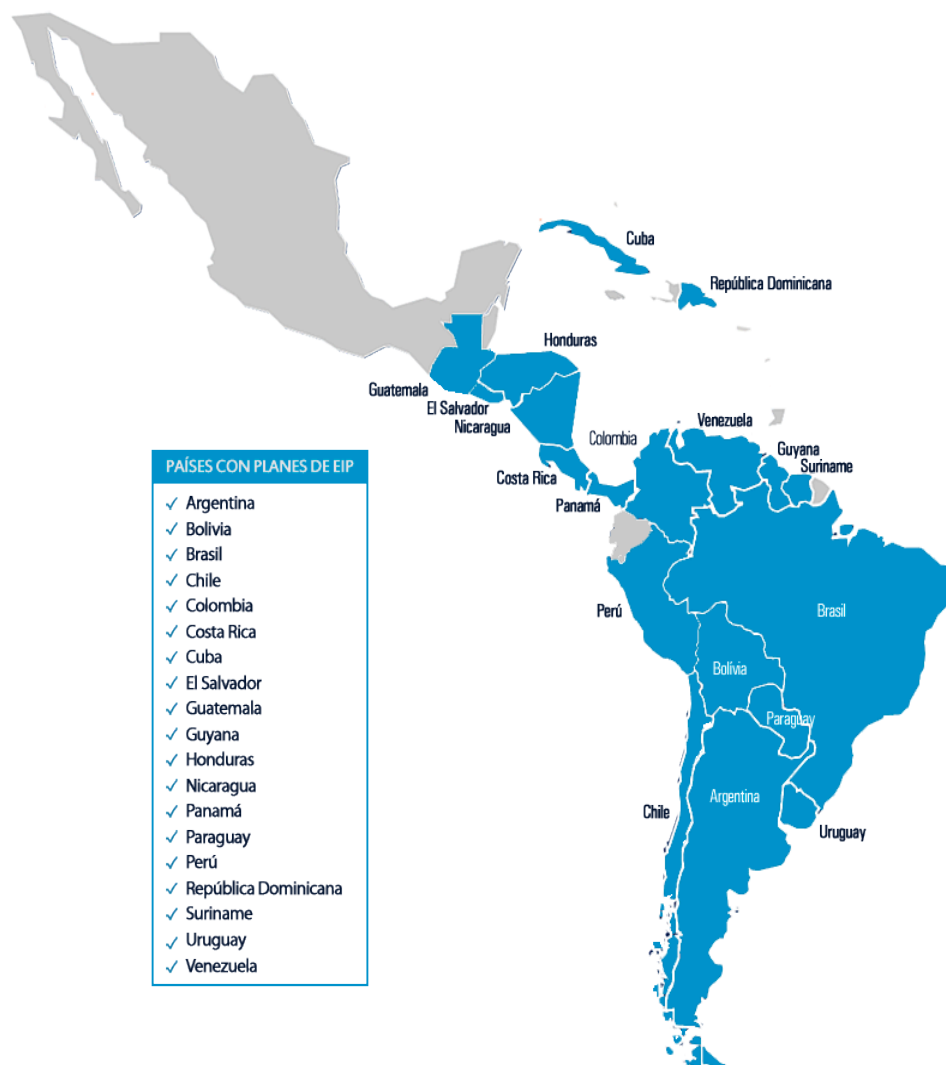 Cuba
República Dominicana
Honduras
Guatemala
El Salvador
Nicaragua
Colombia
Venezuela
Guyana
Suriname
Costa Rica
Panamá
PAÍSES CON PLANES DE EIP
✓ Argentina
✓ Bolivia
✓ Brasil
✓ Chile
✓ Colombia
✓ Costa Rica
✓ Cuba
✓ El Salvador
✓ Guatemala
✓ Guyana
✓ Honduras
✓ Nicaragua
✓ Panamá
✓ Paraguay
✓ Perú
✓ República Dominicana
✓ Suriname
✓ Uruguay
✓ Venezuela
Perú
Brasil
Bolívia
Paraguay
Argentina
Chile
Uruguay